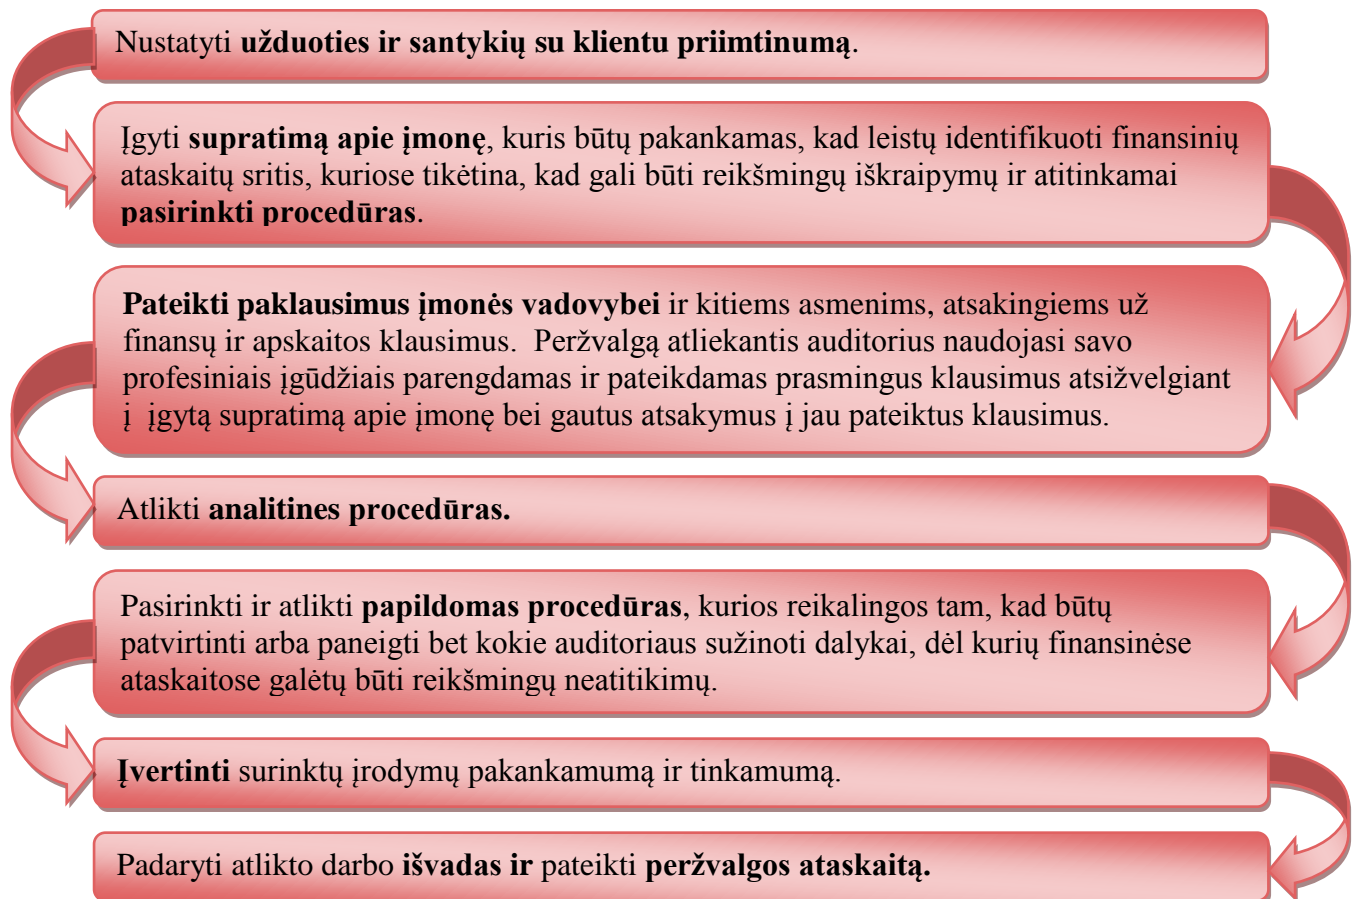 Nustatyti užduoties ir santykių su klientu priimtinumą.
Įgyti supratimą apie įmonę, kuris būtų pakankamas, kad leistų identifikuoti finansinių
ataskaitų sritis, kuriose tikėtina, kad gali būti reikšmingų iškraipymų ir atitinkamai
pasirinkti procedūras.
Pateikti paklausimus įmonės vadovybei ir kitiems asmenims, atsakingiems už
finansų ir apskaitos klausimus. Peržvalgą atliekantis auditorius naudojasi savo
profesiniais įgūdžiais parengdamas ir pateikdamas prasmingus klausimus atsižvelgiant
į įgytą supratimą apie įmonę bei gautus atsakymus į jau pateiktus klausimus.
Atlikti analitines procedūras.
Pasirinkti ir atlikti papildomas procedūras, kurios reikalingos tam, kad būtų
patvirtinti arba paneigti bet kokie auditoriaus sužinoti dalykai, dėl kurių finansinėse
ataskaitose galėtų būti reikšmingų neatitikimų.
Įvertinti surinktų įrodymų pakankamumą ir tinkamumą.
Padaryti atlikto darbo išvadas ir pateikti peržvalgos ataskaitą.